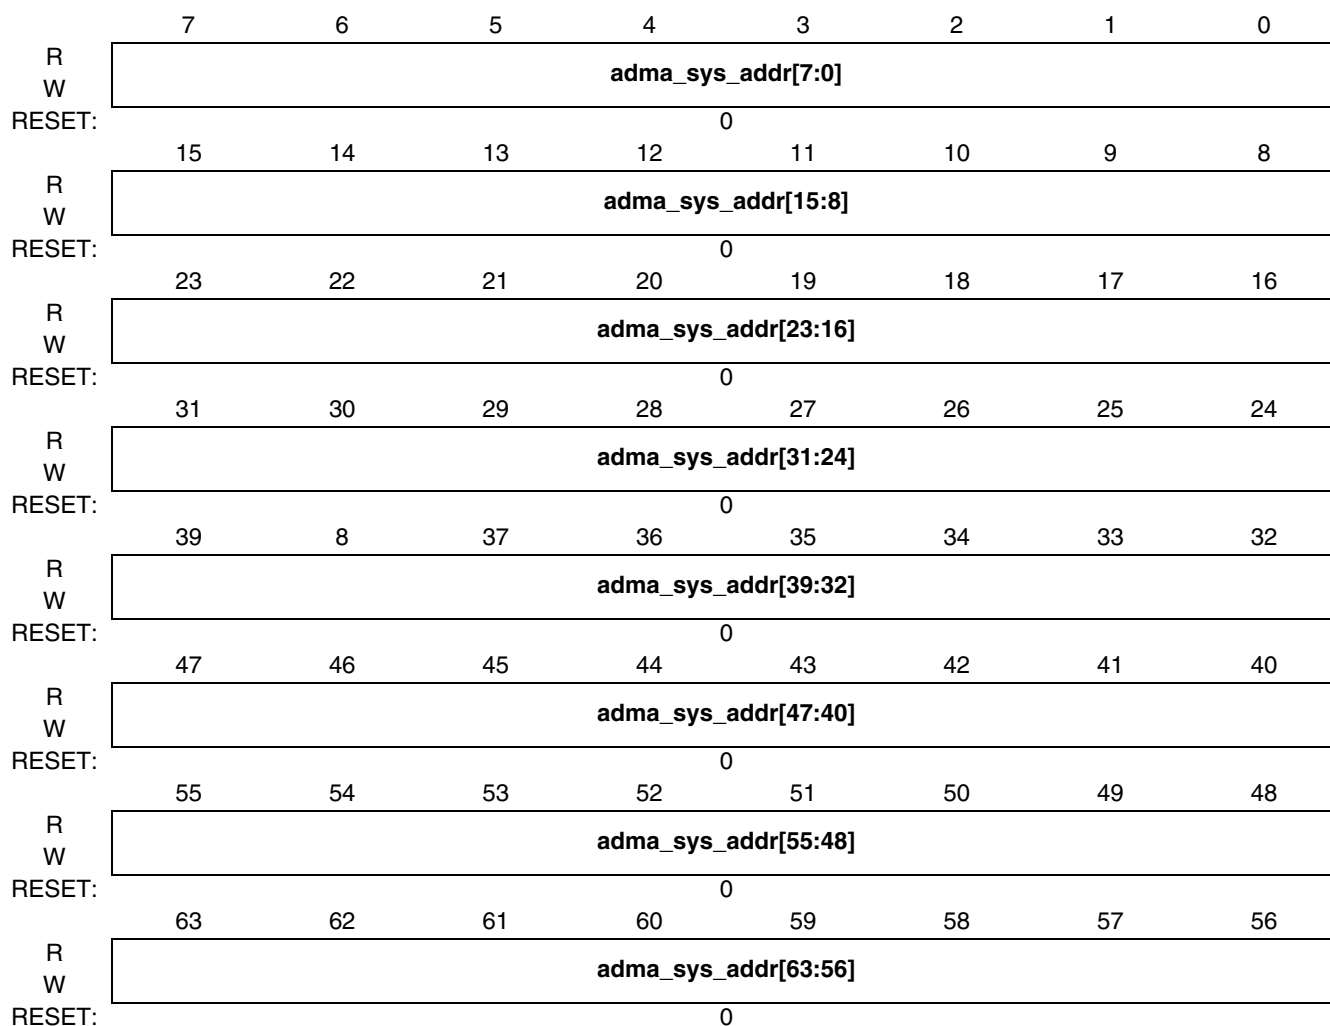 7 6 5 4 3 2 1 0
R
adma_sys_addr[7:0]
W
RESET: 0
15 14 13 12 11 10 9 8
R
adma_sys_addr[15:8]
W
RESET: 0
23 22 21 20 19 18 17 16
R
adma_sys_addr[23:16]
W
RESET: 0
31 30 29 28 27 26 25 24
R
adma_sys_addr[31:24]
W
RESET: 0
39 8 37 36 35 34 33 32
R
adma_sys_addr[39:32]
W
RESET: 0
47 46 45 44 43 42 41 40
R
adma_sys_addr[47:40]
W
RESET: 0
55 54 53 52 51 50 49 48
R
adma_sys_addr[55:48]
W
RESET: 0
63 62 61 60 59 58 57 56
R
adma_sys_addr[63:56]
W
RESET: 0